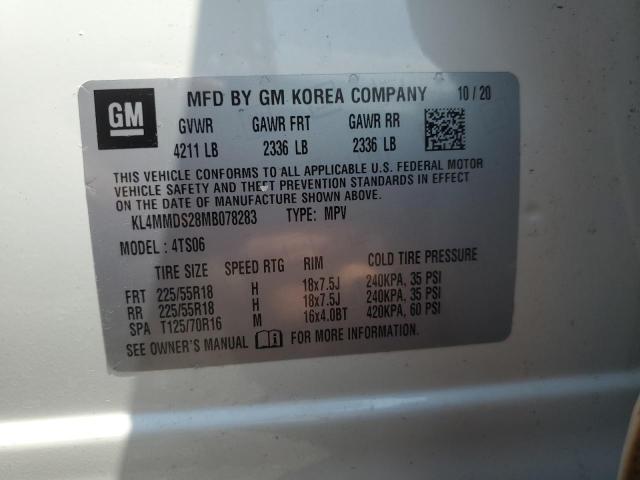 GM
MFD BY GM KOREA COMPANY 10/20
GVWR GAWR FRT GAWR RR
4211 LB 2336 LB 2336 LB
THIS VEHICLE CONFORMS TO ALL APPLICABLE U.S. FEDERAL MOTOR
VEHICLE SAFETY AND THEFT PREVENTION STANDARDS IN EFFECT
ON THE DATE OF MANUFACTURE SHOWN ABOVE.
KL4MMDS28MB078283 TYPE: MPV
MODEL: 4TS06
TIRE SIZE SPEED RTG RIM COLD TIRE PRESSURE
FRT 225/55R18 H 18x7.5J 240KPA, 35 PSI
RR 225/55R18 H 18x7.5J 240KPA, 35 PSI
SPA T125/70R16 M 16x4.0BT 420KPA, 60 PSI
SEE OWNER'S MANUAL FOR MORE INFORMATION.